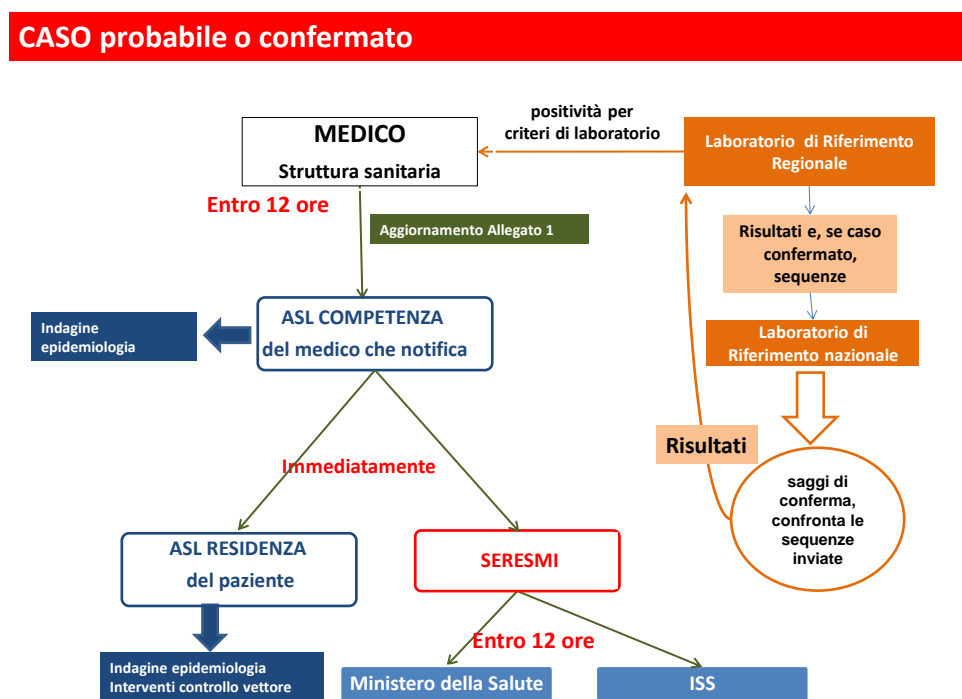 CASO probabile o confermato
positività per
criteri di laboratorio
MEDICO
Struttura sanitaria
Laboratorio di Riferimento
Regionale
Entro 12 ore
Aggiornamento Allegato 1
Risultati e, se caso
confermato,
sequenze
ASL COMPETENZA
del medico che notifica
Indagine
epidemiologia
Laboratorio di
Riferimento nazionale
Risultati
Immediatamente
saggi di
conferma,
confronta le
sequenze
inviate
ASL RESIDENZA
del paziente
SERESMI
Entro 12 ore
Indagine epidemiologia
Interventi controllo vettore
Ministero della Salute
ISS